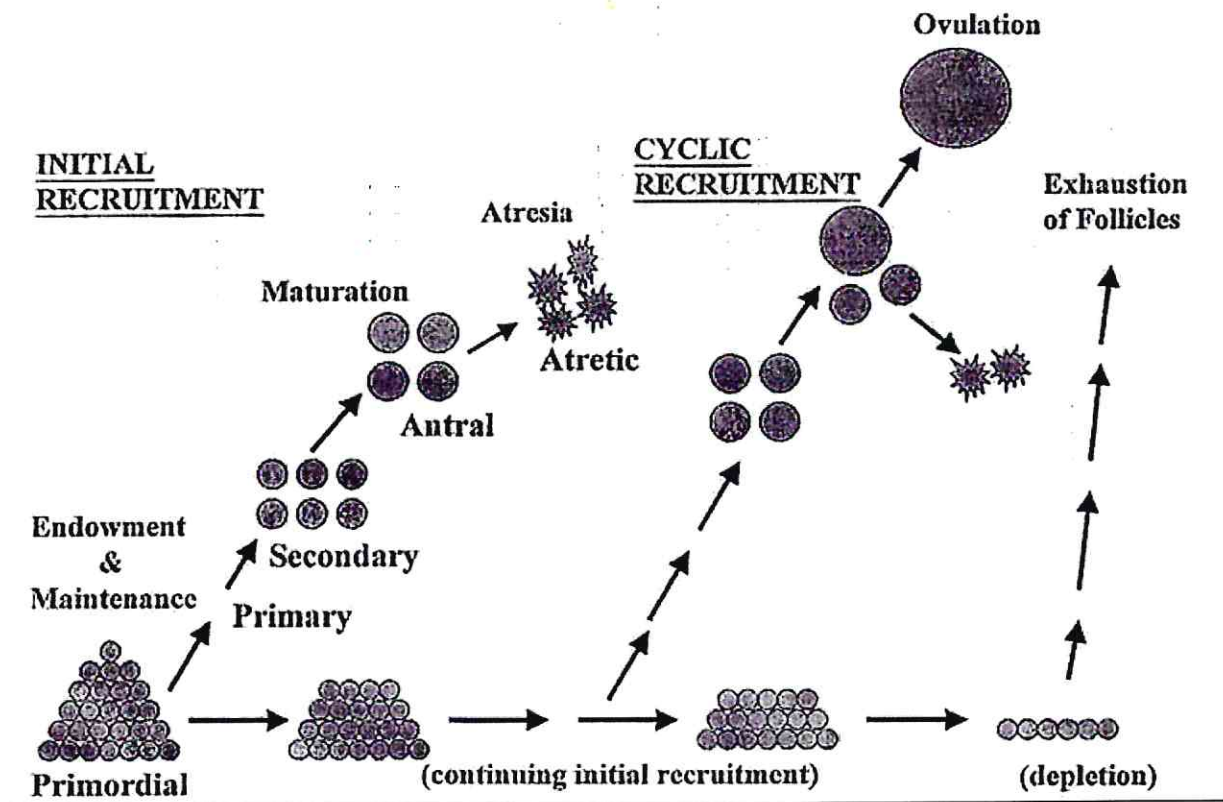 Ovulation
INITIAL
RECRUITMENT
CYCLIC
RECRUITMENT
Exhaustion
of Follicles
Atresia
Maturation
Atretic
Antral
Endowment
&
Maintenance
Secondary
Primary
Primordial
(continuing initial recruitment)
(depletion)